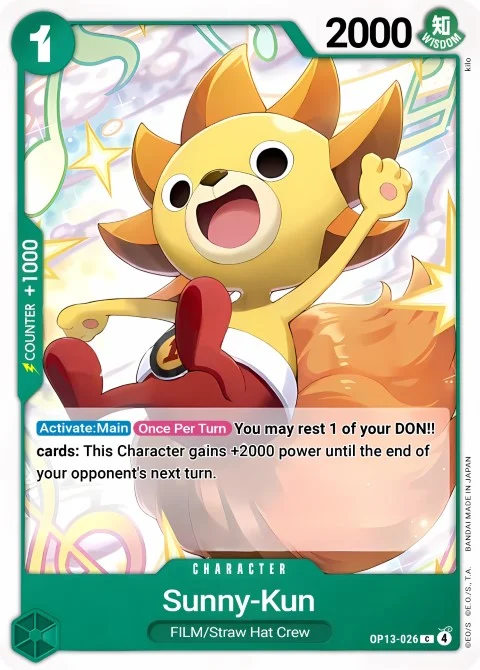 1
2000
知
WISDOM
kilo
COUNTER +1000
Activate:Main Once Per Turn You may rest 1 of your DON!!
cards: This Character gains +2000 power until the end of
your opponent's next turn.
CHARACTER
Sunny-Kun
FILM/Straw Hat Crew
OP13-026 C 4
©EO/S ©E.O./S.,T.A. BANDAI MADE IN JAPAN